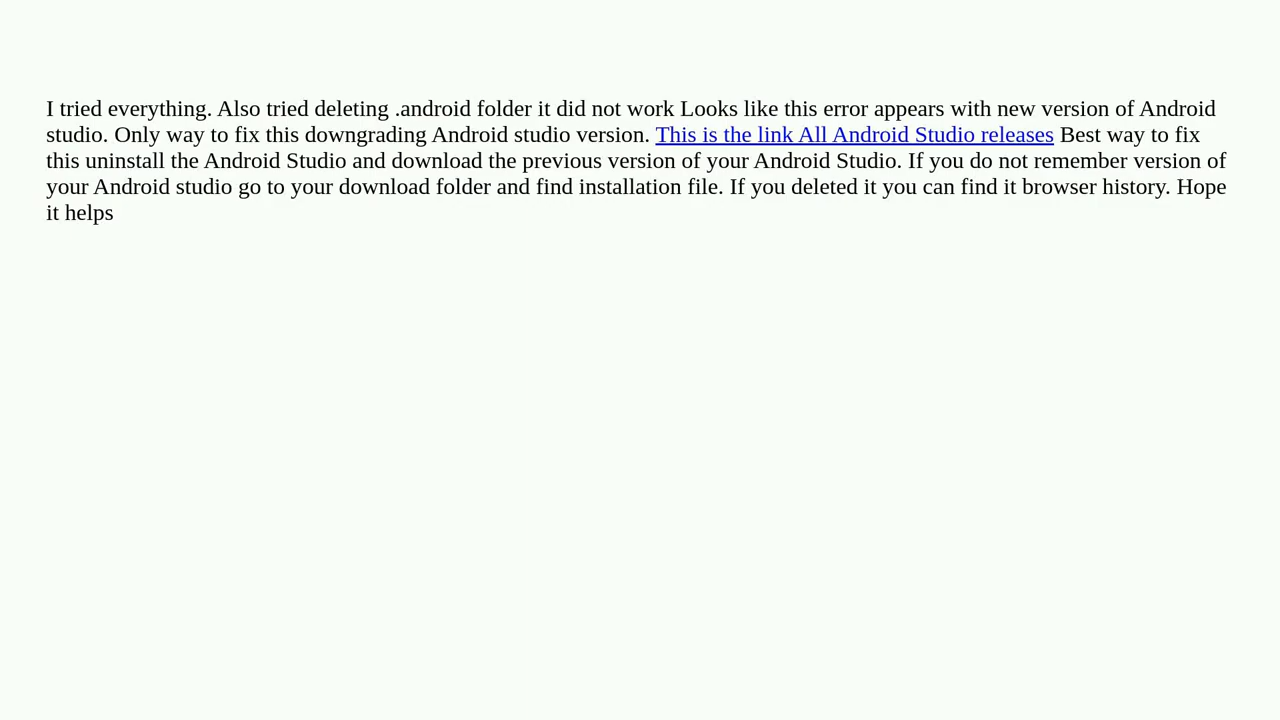 I tried everything. Also tried deleting .android folder it did not work Looks like this error appears with new version of Android
studio. Only way to fix this downgrading Android studio version. This is the link All Android Studio releases Best way to fix
this uninstall the Android Studio and download the previous version of your Android Studio. If you do not remember version of
your Android studio go to your download folder and find installation file. If you deleted it you can find it browser history. Hope
it helps